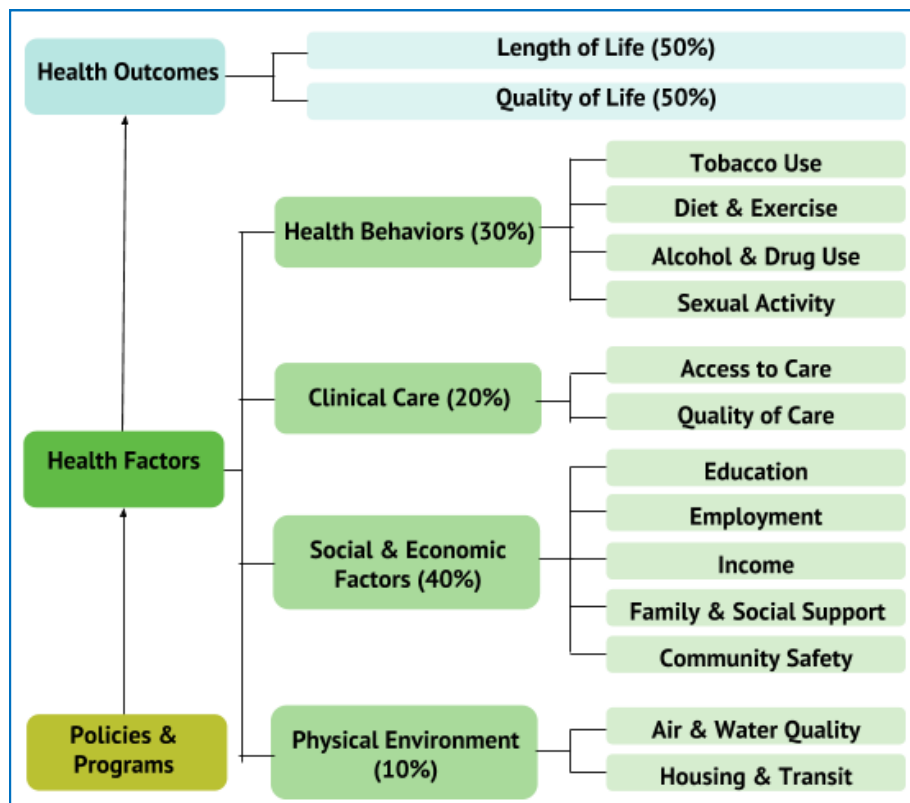 Health Outcomes
Length of Life (50%)
Quality of Life (50%)
Health Factors
Health Behaviors (30%)
Tobacco Use
Diet & Exercise
Alcohol & Drug Use
Sexual Activity
Clinical Care (20%)
Access to Care
Quality of Care
Social & Economic
Factors (40%)
Education
Employment
Income
Family & Social Support
Community Safety
Physical Environment
(10%)
Air & Water Quality
Housing & Transit
Policies &
Programs